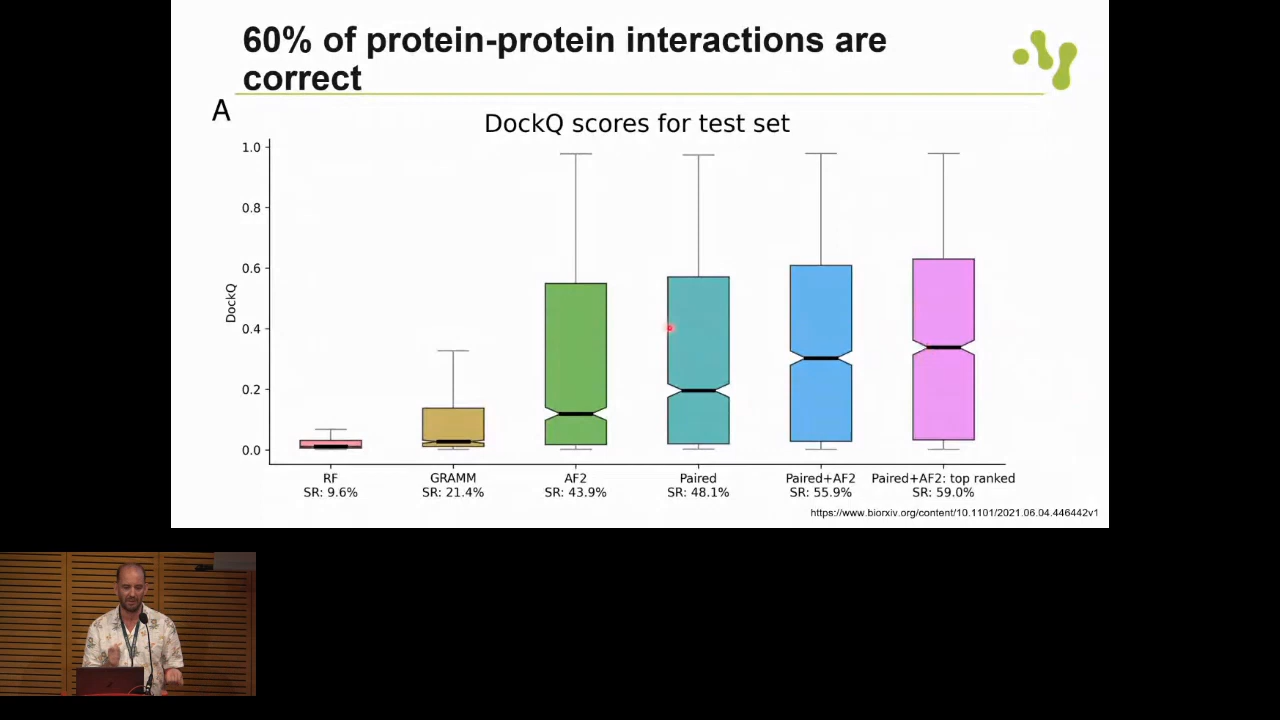 60% of protein-protein interactions are
correct
A
DockQ scores for test set
1.0
0.8
0.6
0.4
0.2
0.0
DockQ
RF
SR: 9.6%
GRAMM
SR: 21.4%
AF2
SR: 43.9%
Paired
SR: 48.1%
Paired+AF2
SR: 55.9%
Paired+AF2: top ranked
SR: 59.0%
https://www.biorxiv.org/content/10.1101/2021.06.04.446442v1